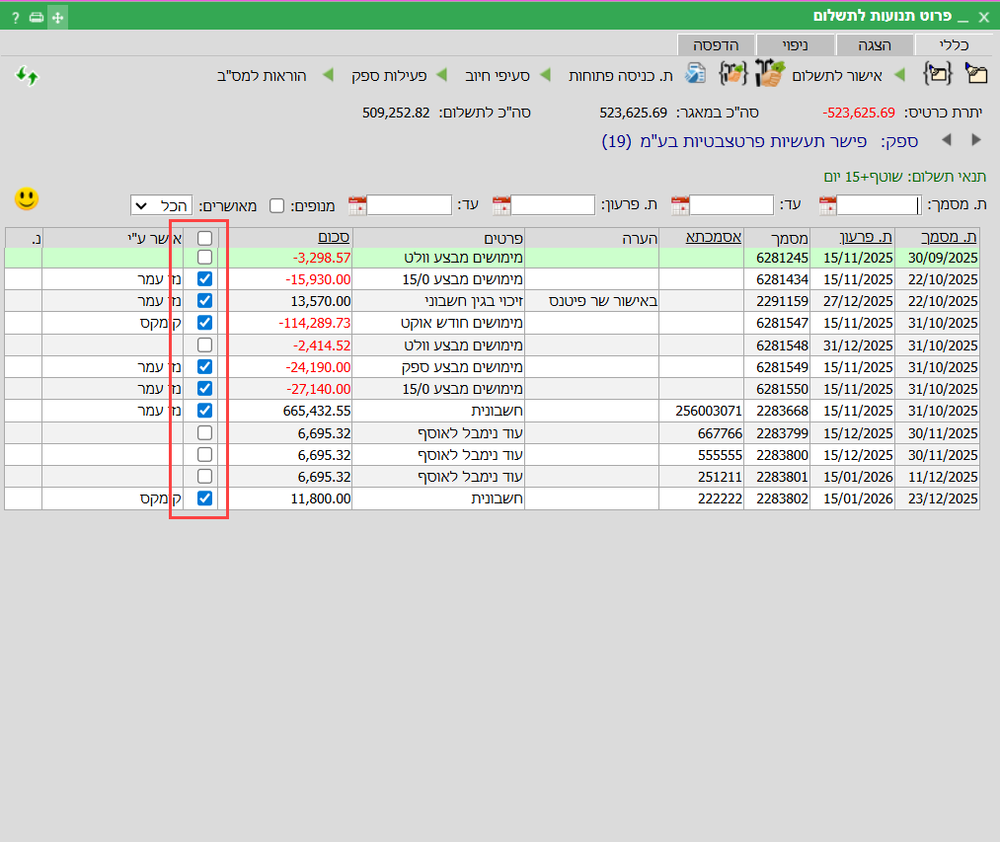 פרוט תנועות לתשלום
כללי הצגה ניפוי הדפסה
אישור לתשלום ת. כניסה פתוחות סעיפי חיוב פעילות ספק הוראות למס"ב
יתרת כרטיס: -523,625.69 סה"כ במאגר: 523,625.69 סה"כ לתשלום: 509,252.82
ספק: פישר תעשיות פרטצבטיות בע"מ (19)
תנאי תשלום: שוטף+15 יום
ת. מסמך: עד: ת. פרעון: עד: מנופים: מאושרים: הכל
ת. מסמך ת. פרעון מסמך אסמכתא הערה פרטים סכום אושר ע"י נ.
30/09/2025 15/11/2025 6281245 מימושים מבצע וולט -3,298.57
22/10/2025 15/11/2025 6281434 מימושים מבצע 15/0 -15,930.00 עמר
22/10/2025 27/12/2025 2291159 באישור שר פיטנס זיכוי בגין חשבוני 13,570.00 עמר
31/10/2025 15/11/2025 6281547 מימושים חודש אוקט -114,289.73 קומקס
31/10/2025 31/12/2025 6281548 מימושים מבצע וולט -2,414.52
31/10/2025 15/11/2025 6281549 מימושים מבצע ספק -24,190.00 עמר
31/10/2025 15/11/2025 6281550 מימושים מבצע 15/0 -27,140.00 עמר
31/10/2025 15/11/2025 2283668 256003071 חשבונית 665,432.55 עמר
30/11/2025 15/12/2025 2283799 667766 עוד נימבל לאוסף 6,695.32
30/11/2025 15/12/2025 2283800 555555 עוד נימבל לאוסף 6,695.32
11/12/2025 15/01/2026 2283801 251211 עוד נימבל לאוסף 6,695.32
23/12/2025 15/01/2026 2283802 222222 חשבונית 11,800.00 קומקס